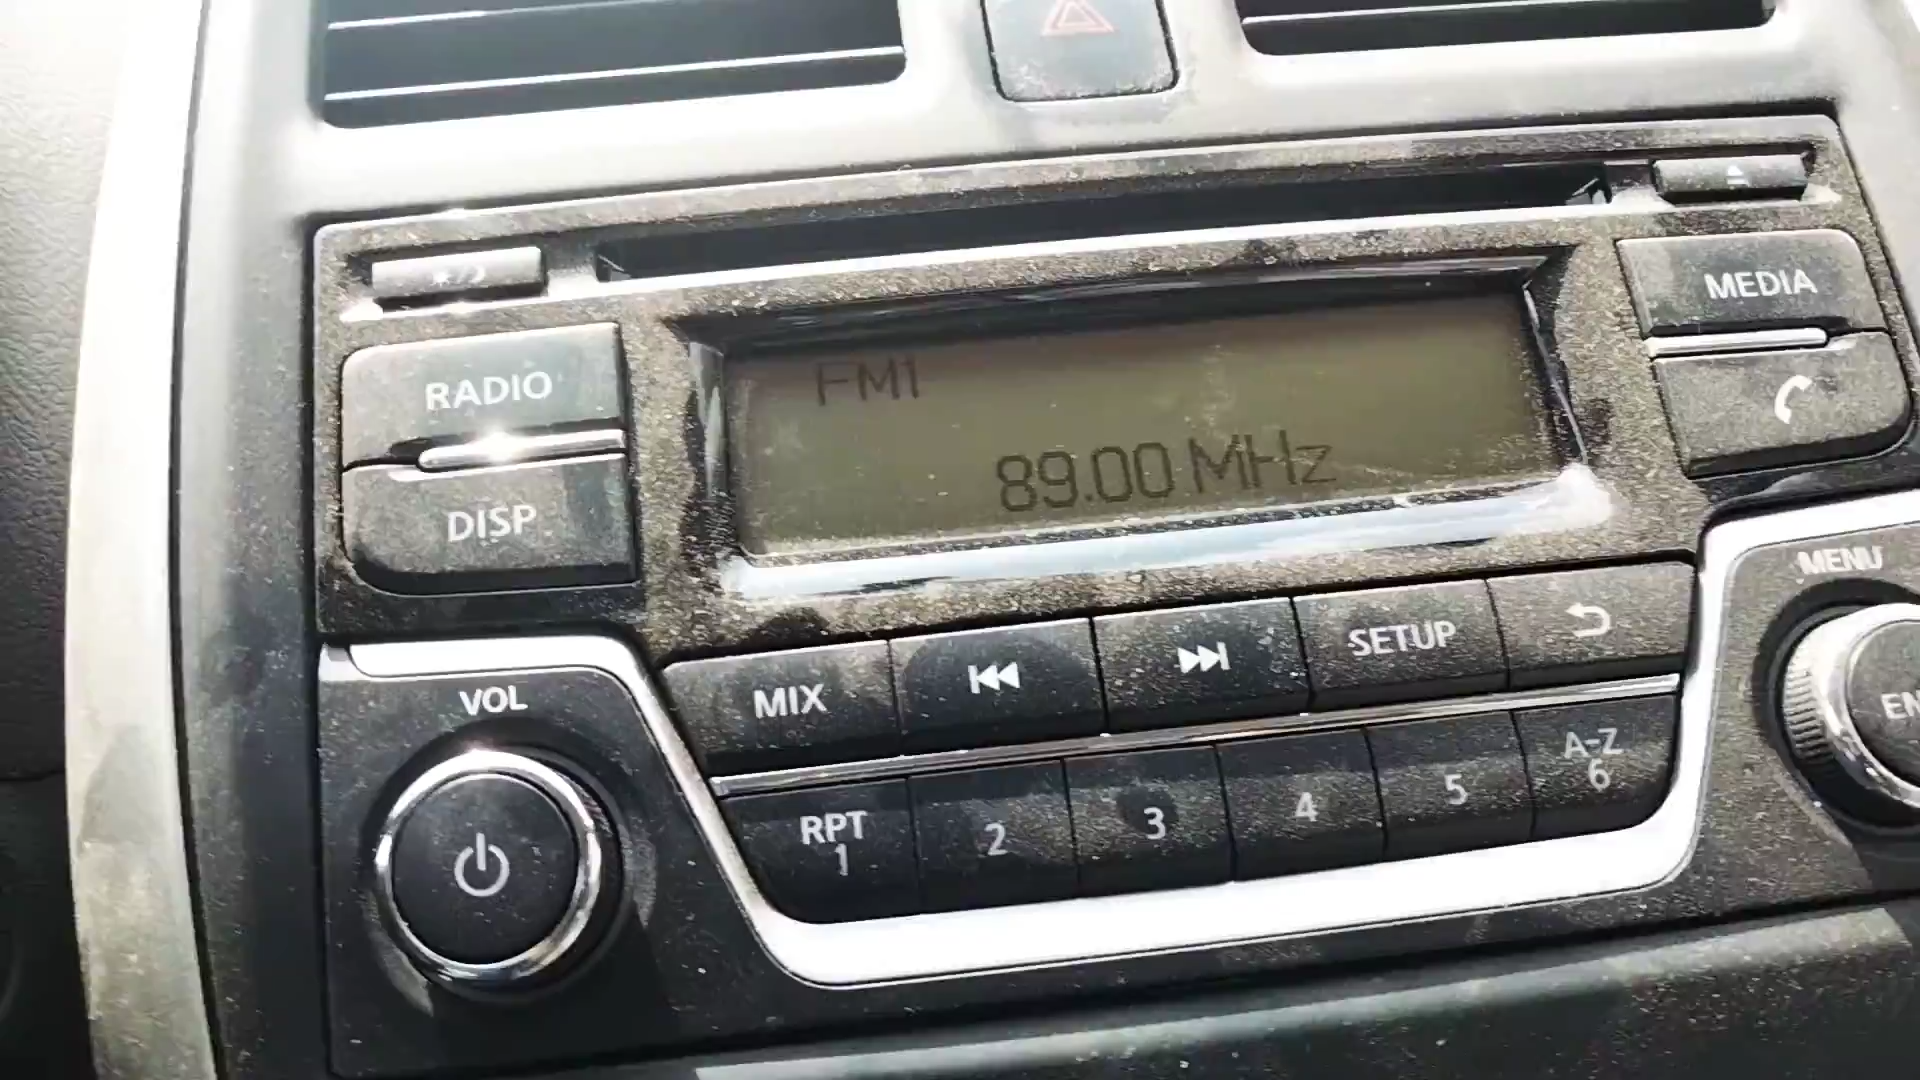 MEDIA
RADIO
FM1
89.00 MHz
DISP
MENU
VOL
MIX
SETUP
RPT
1
2
3
4
5
A-Z
6